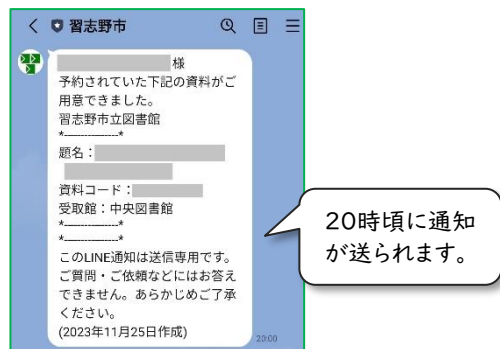 習志野市
様
予約されていた下記の資料がご
用意できました。
習志野市立図書館
*----------------*
題名：
資料コード：
受取館：中央図書館
*----------------*
*----------------*
このLINE通知は送信専用です。
ご質問・ご依頼などにはお答え
できません。あらかじめご了承
ください。
(2023年11月25日作成)
20:00
20時頃に通知
が送られます。